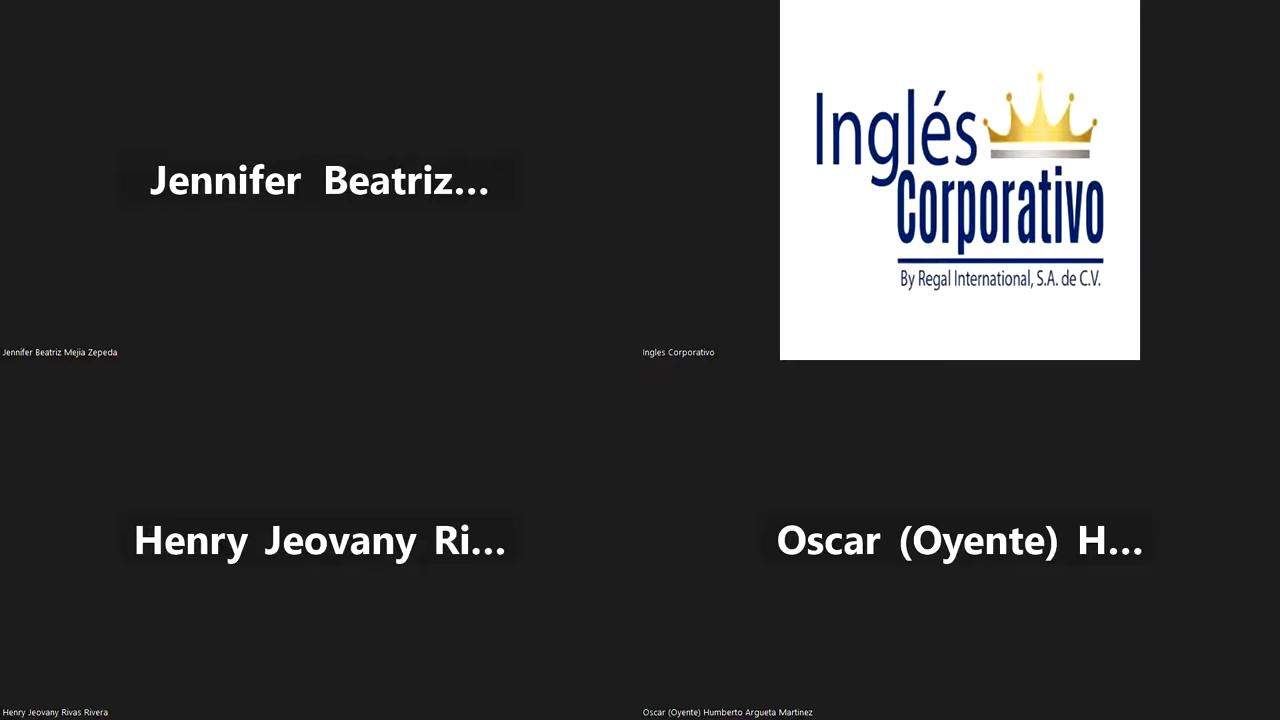 Jennifer Beatriz...
Jennifer Beatriz Mejia Zepeda
Inglés
Corporativo
By Regal International, S.A. de C.V.
Ingles Corporativo
Henry Jeovany Ri...
Henry Jeovany Rivas Rivera
Oscar (Oyente) H...
Oscar (Oyente) Humberto Argueta Martinez